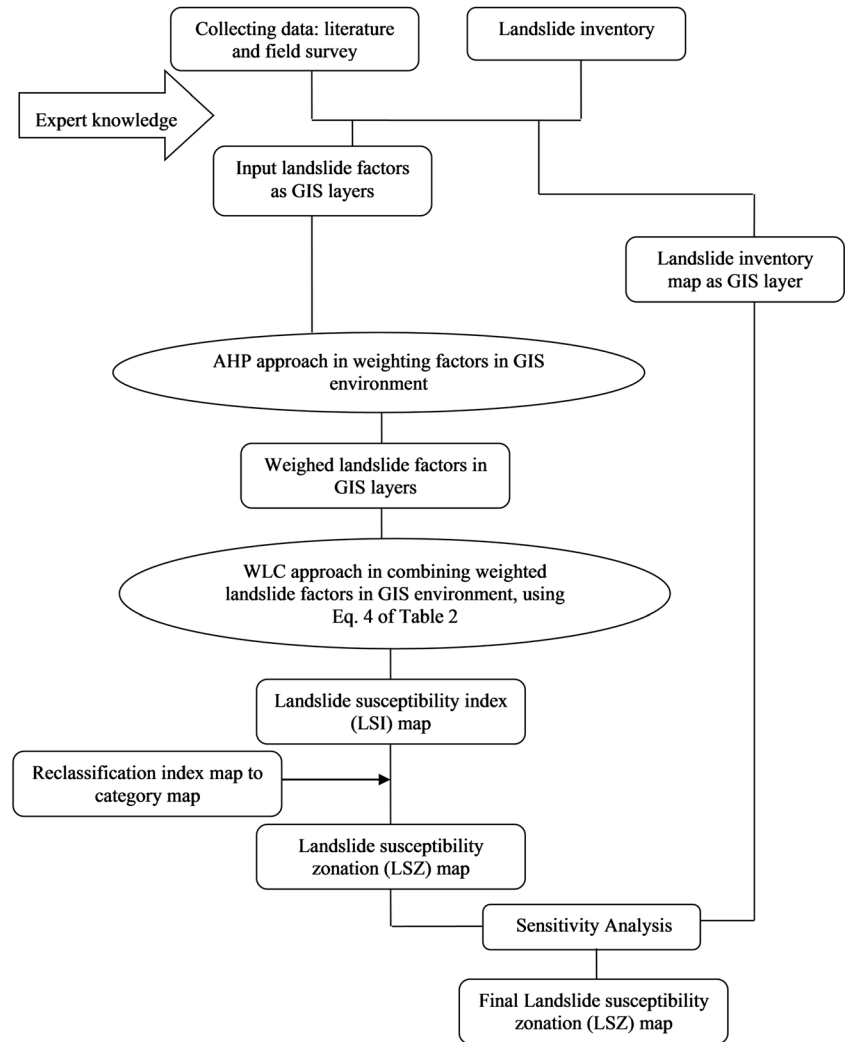 Collecting data: literature
and field survey
Landslide inventory
Expert knowledge
Input landslide factors
as GIS layers
Landslide inventory
map as GIS layer
AHP approach in weighting factors in GIS
environment
Weighed landslide factors in
GIS layers
WLC approach in combining weighted
landslide factors in GIS environment, using
Eq. 4 of Table 2
Landslide susceptibility index
(LSI) map
Reclassification index map to
category map
Landslide susceptibility
zonation (LSZ) map
Sensitivity Analysis
Final Landslide susceptibility
zonation (LSZ) map